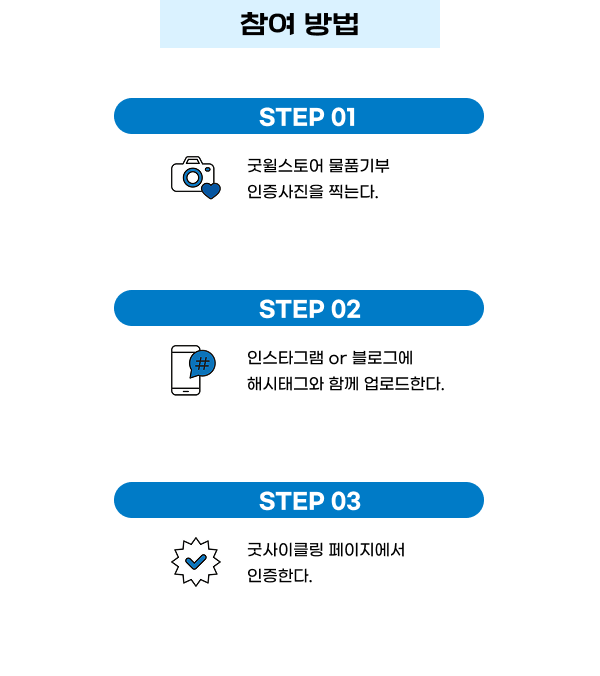 참여 방법
STEP 01
굿윌스토어 물품기부
인증사진을 찍는다.
STEP 02
#
인스타그램 or 블로그에
해시태그와 함께 업로드한다.
STEP 03
굿사이클링 페이지에서
인증한다.